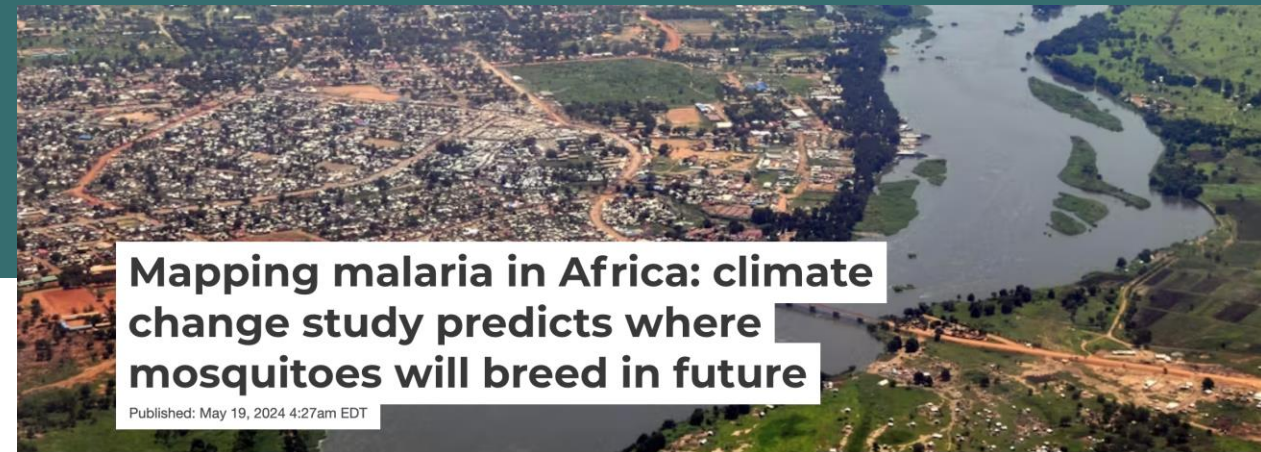 Mapping malaria in Africa: climate
change study predicts where
mosquitoes will breed in future
Published: May 19, 2024 4:27am EDT